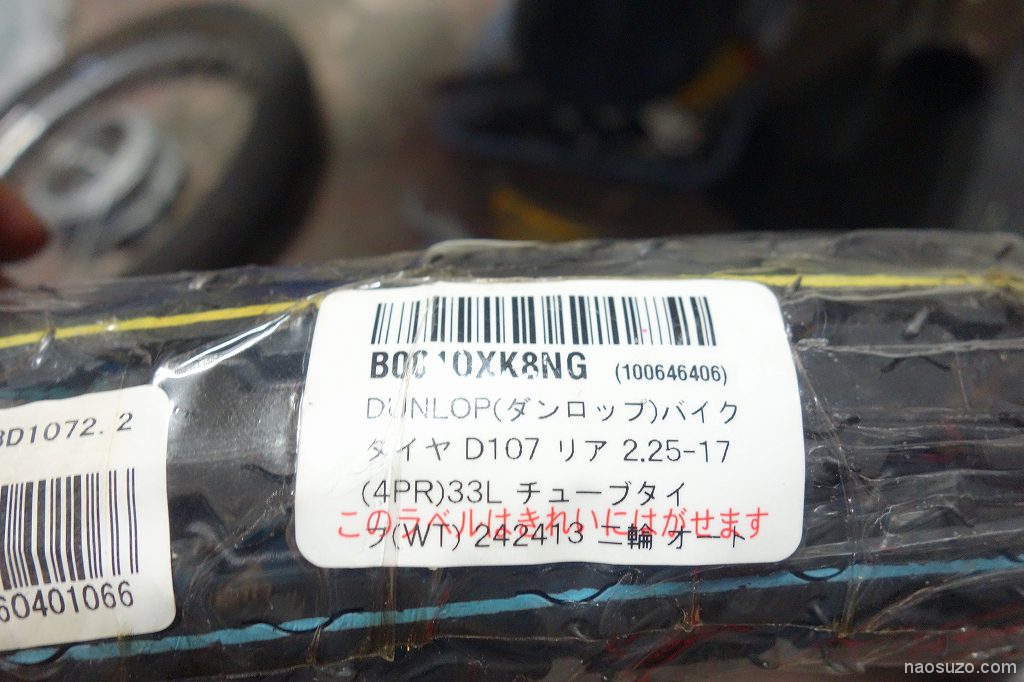 BD1072.2
60401066
B0010XK8NG (100646406)
DUNLOP(ダンロップ)バイク
タイヤ D107 リア 2.25-17
(4PR)33L チューブタイ
プ(WT) 242413 二輪 オート
このラベルはきれいにはがせます
naosuzo.com